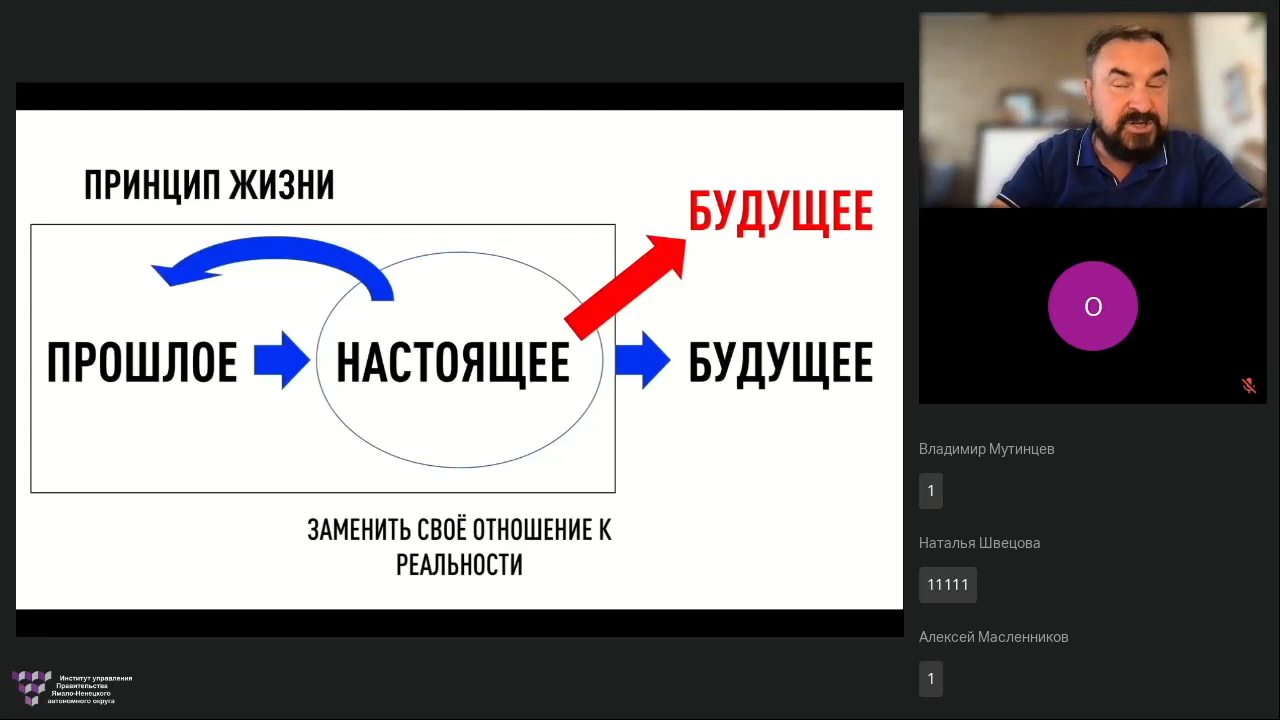 ПРИНЦИП ЖИЗНИ
БУДУЩЕЕ
ПРОШЛОЕ
НАСТОЯЩЕЕ
БУДУЩЕЕ
ЗАМЕНИТЬ СВОЁ ОТНОШЕНИЕ К
РЕАЛЬНОСТИ
О
Владимир Мутинцев
1
Наталья Швецова
11111
Алексей Масленников
1
Институт управления
Правительства
Ямало-Ненецкого
автономного округа